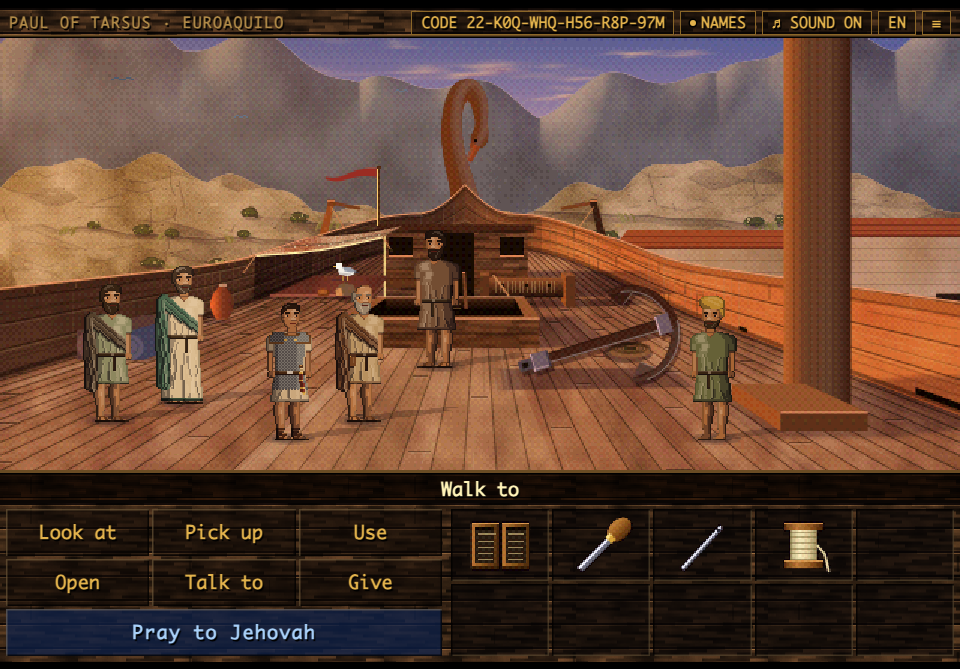 PAUL OF TARSUS · EUROAQUILO
CODE 22-K0Q-WHQ-H56-R8P-97M
NAMES
SOUND ON
EN
Walk to
Look at
Pick up
Use
Open
Talk to
Give
Pray to Jehovah